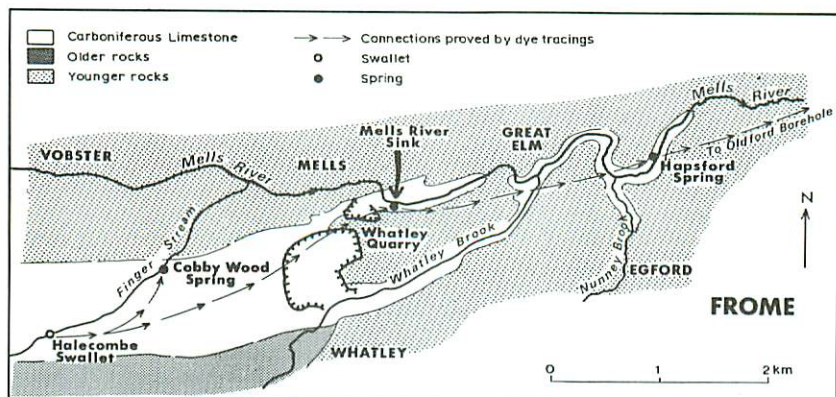 Carboniferous Limestone
Older rocks
Younger rocks
Connections proved by dye tracings
Swallet
Spring
Mells River
To Oldford Borehole
Mells River Sink
GREAT ELM
VOBSTER
Mells River
MELLS
Hapsford Spring
Whatley Quarry
Whatley Brook
Finger Stream
Cobby Wood Spring
Nunney Brook
EGFORD
N
FROME
Halecombe Swallet
WHATLEY
0 1 2 km